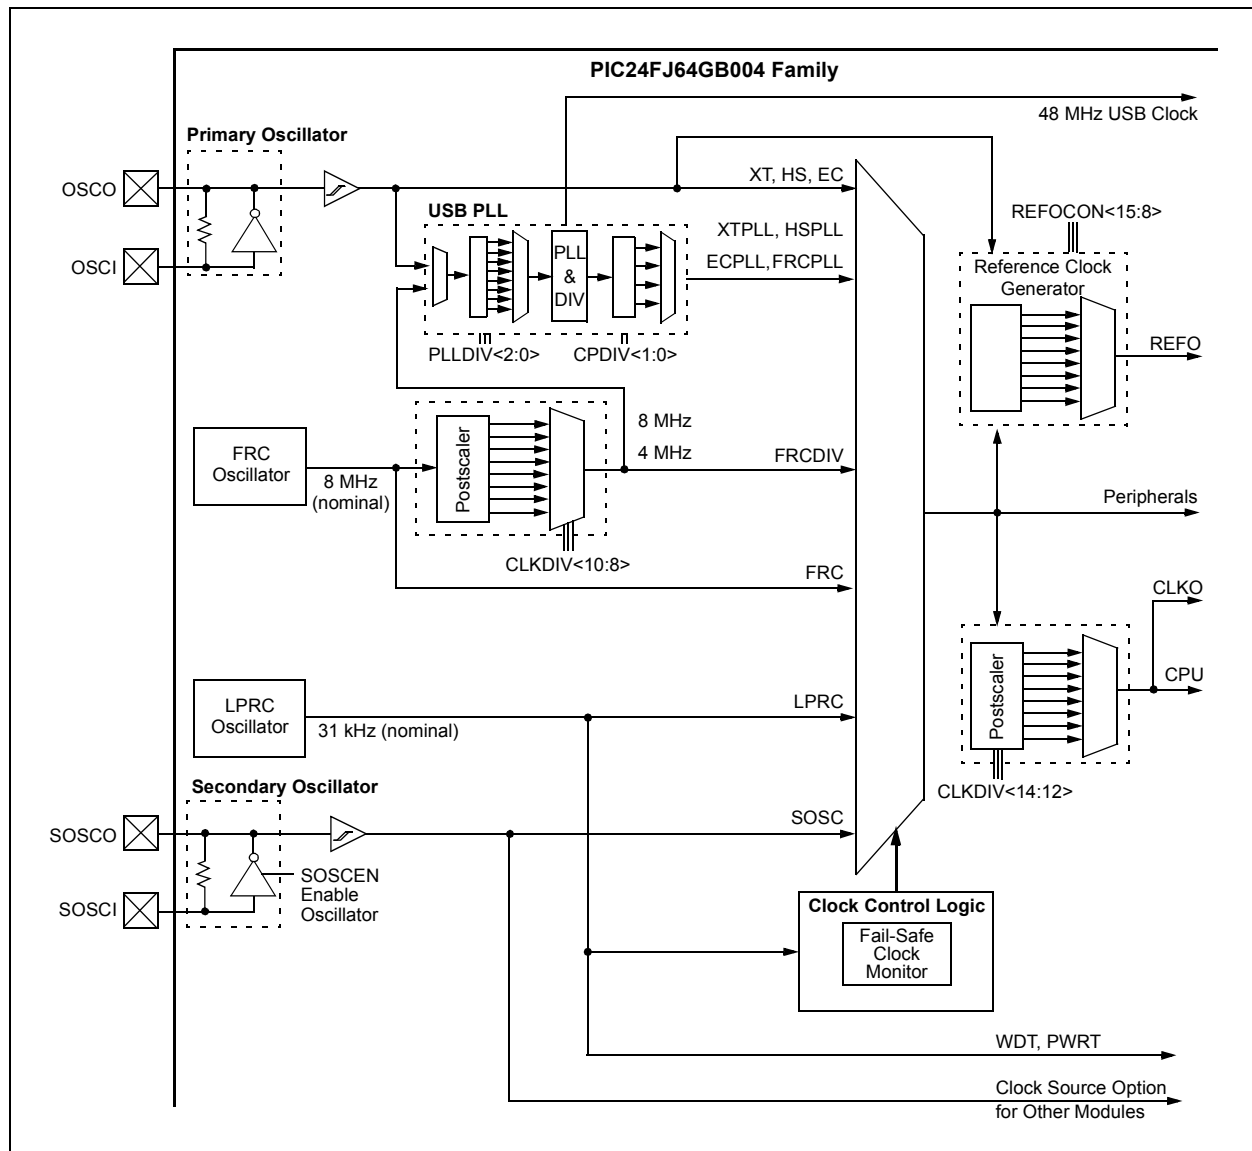 PIC24FJ64GB004 Family
48 MHz USB Clock
Primary Oscillator
OSCO
XT, HS, EC
USB PLL
REFOCON<15:8>
XTPLL, HSPLL
OSCI
PLL
&
DIV
ECPLL,FRCPLL
Reference Clock
Generator
PLLDIV<2:0>
CPDIV<1:0>
REFO
8 MHz
4 MHz
FRC
Oscillator
8 MHz
(nominal)
Postscaler
FRCDIV
Peripherals
CLKDIV<10:8>
FRC
CLKO
Postscaler
CPU
LPRC
Oscillator
31 kHz (nominal)
LPRC
CLKDIV<14:12>
Secondary Oscillator
SOSCO
SOSC
SOSCEN
Enable
Oscillator
SOSCI
Clock Control Logic
Fail-Safe
Clock
Monitor
WDT, PWRT
Clock Source Option
for Other Modules